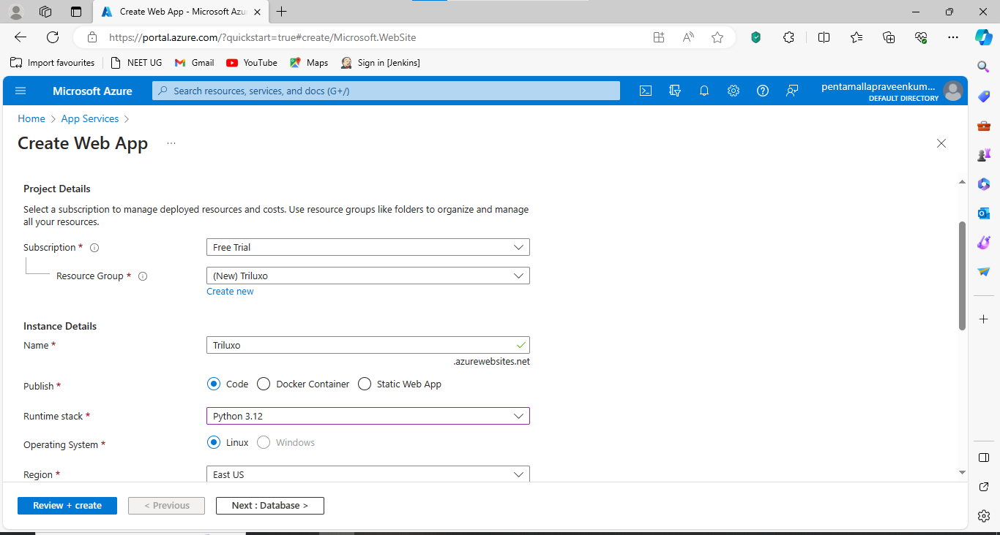 Create Web App - Microsoft Azu
https://portal.azure.com/?quickstart=true#create/Microsoft.WebSite
Import favourites
NEET UG
Gmail
YouTube
Maps
Sign in [Jenkins]
Microsoft Azure
Search resources, services, and docs (G+/)
pentamallapraveenkum...
DEFAULT DIRECTORY
Home > App Services >
Create Web App ...
Project Details
Select a subscription to manage deployed resources and costs. Use resource groups like folders to organize and manage
all your resources.
Subscription *
Free Trial
Resource Group *
(New) Triluxo
Create new
Instance Details
Name *
Triluxo
.azurewebsites.net
Publish *
Code
Docker Container
Static Web App
Runtime stack *
Python 3.12
Operating System *
Linux
Windows
Region *
East US
Review + create
< Previous
Next : Database >